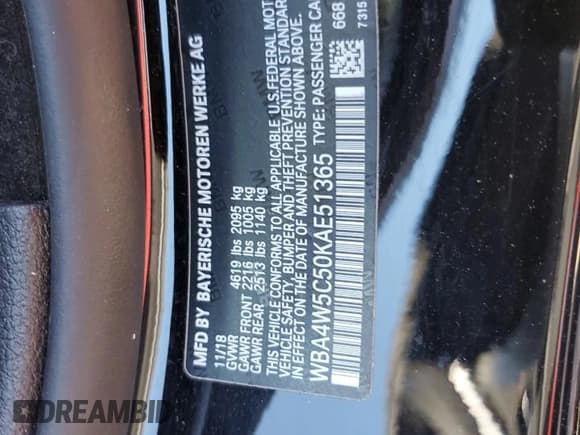 MFD BY BAYERISCHE MOTOREN WERKE AG
11/18
GVWR 4619 lbs 2095 kg
GAWR FRONT 2216 lbs 1005 kg
GAWR REAR 2513 lbs 1140 kg
THIS VEHICLE CONFORMS TO ALL APPLICABLE U.S. FEDERAL MOT
VEHICLE SAFETY, BUMPER AND THEFT PREVENTION STANDAR
IN EFFECT ON THE DATE OF MANUFACTURE SHOWN ABOVE.
WBA4W5C50KAE51365 TYPE: PASSENGER CA
668
7315
DREAMBID